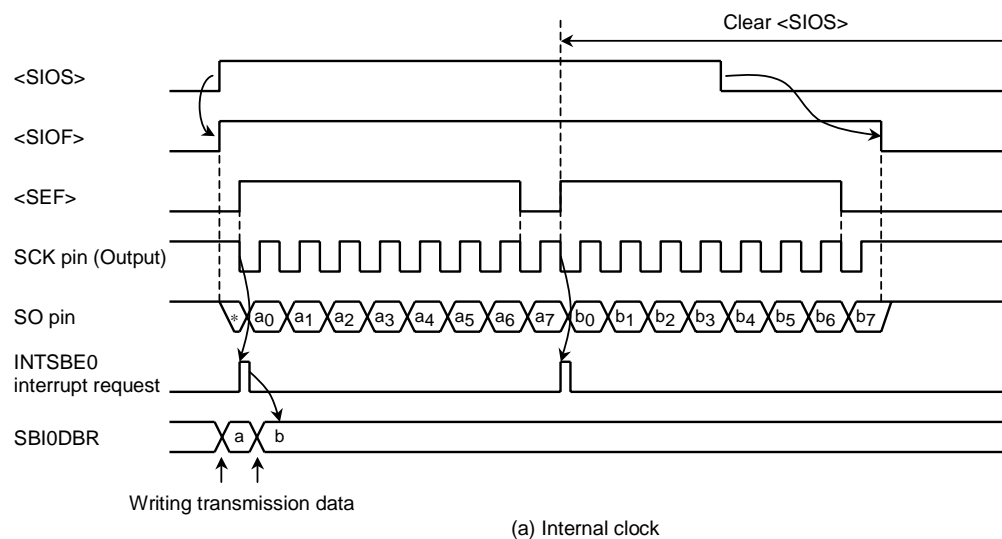 Clear <SIOS>
<SIOS>
<SIOF>
<SEF>
SCK pin (Output)
SO pin
* a0 a1 a2 a3 a4 a5 a6 a7 b0 b1 b2 b3 b4 b5 b6 b7
INTSBE0
interrupt request
SBI0DBR
a b
Writing transmission data
(a) Internal clock